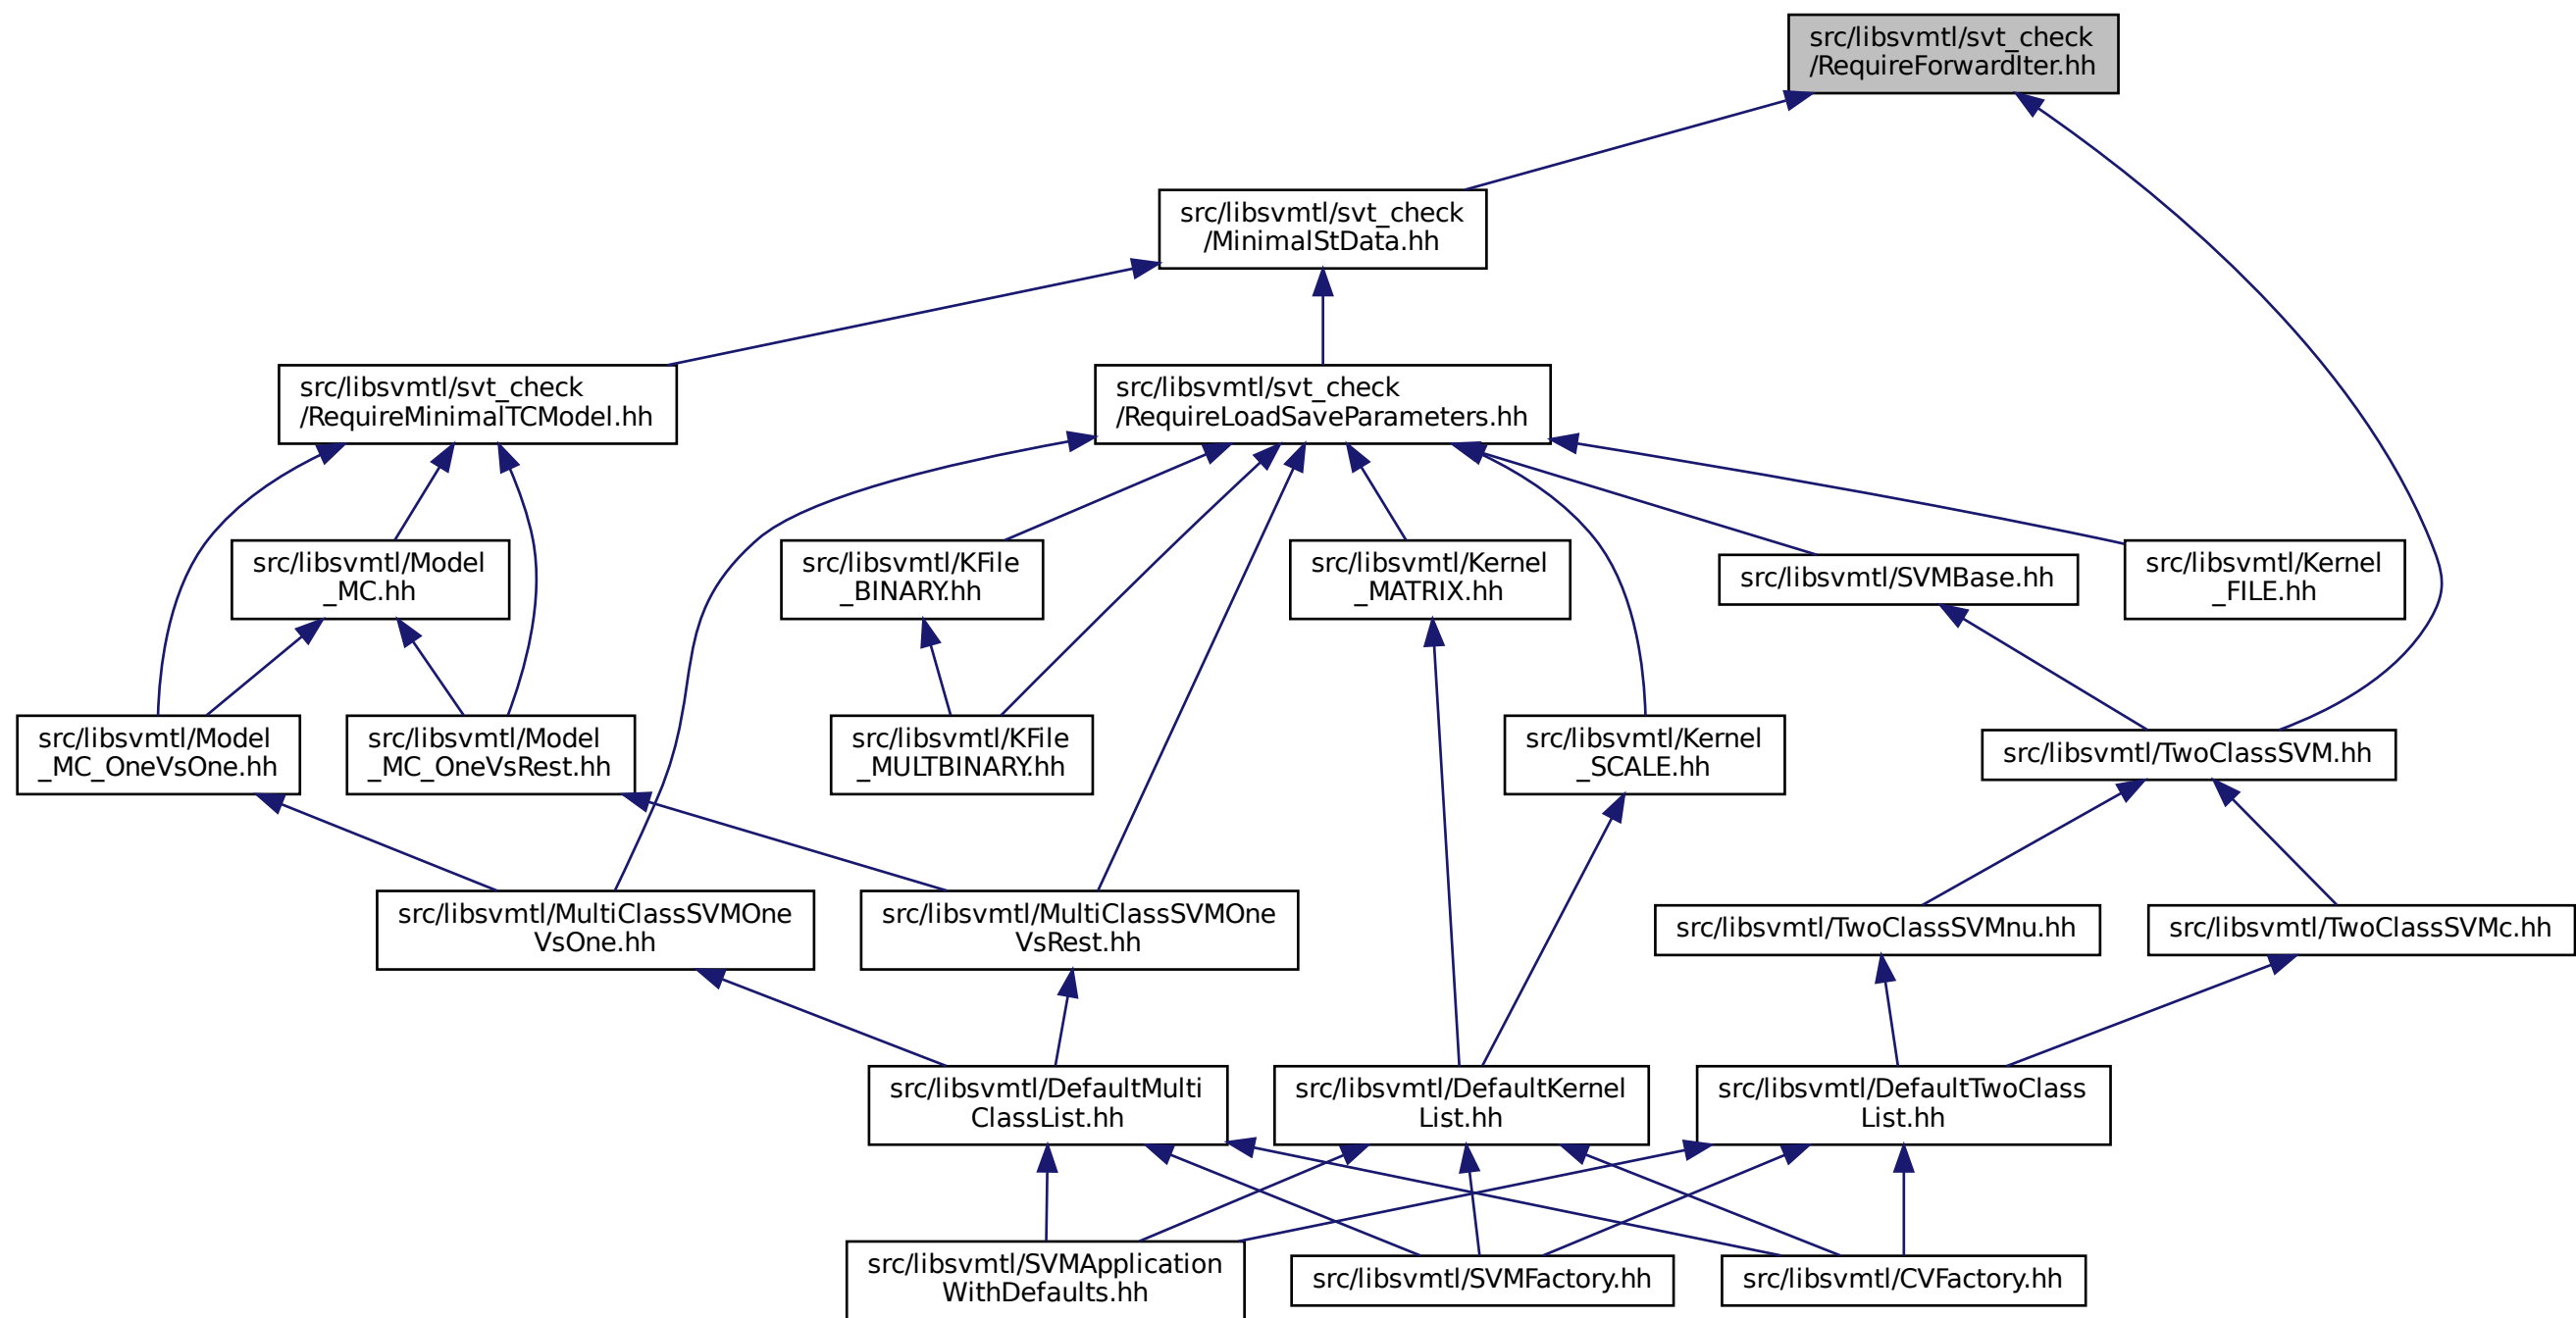 src/libsvmtl/svt_check
/RequireForwardIter.hh
src/libsvmtl/svt_check
/MinimalStData.hh
src/libsvmtl/svt_check
/RequireMinimalTCModel.hh
src/libsvmtl/svt_check
/RequireLoadSaveParameters.hh
src/libsvmtl/Model
_MC.hh
src/libsvmtl/KFile
_BINARY.hh
src/libsvmtl/Kernel
_MATRIX.hh
src/libsvmtl/SVMBase.hh
src/libsvmtl/Kernel
_FILE.hh
src/libsvmtl/Model
_MC_OneVsOne.hh
src/libsvmtl/Model
_MC_OneVsRest.hh
src/libsvmtl/KFile
_MULTBINARY.hh
src/libsvmtl/Kernel
_SCALE.hh
src/libsvmtl/TwoClassSVM.hh
src/libsvmtl/MultiClassSVMOne
VsOne.hh
src/libsvmtl/MultiClassSVMOne
VsRest.hh
src/libsvmtl/TwoClassSVMnu.hh
src/libsvmtl/TwoClassSVMc.hh
src/libsvmtl/DefaultMulti
ClassList.hh
src/libsvmtl/DefaultKernel
List.hh
src/libsvmtl/DefaultTwoClass
List.hh
src/libsvmtl/SVMApplication
WithDefaults.hh
src/libsvmtl/SVMFactory.hh
src/libsvmtl/CVFactory.hh